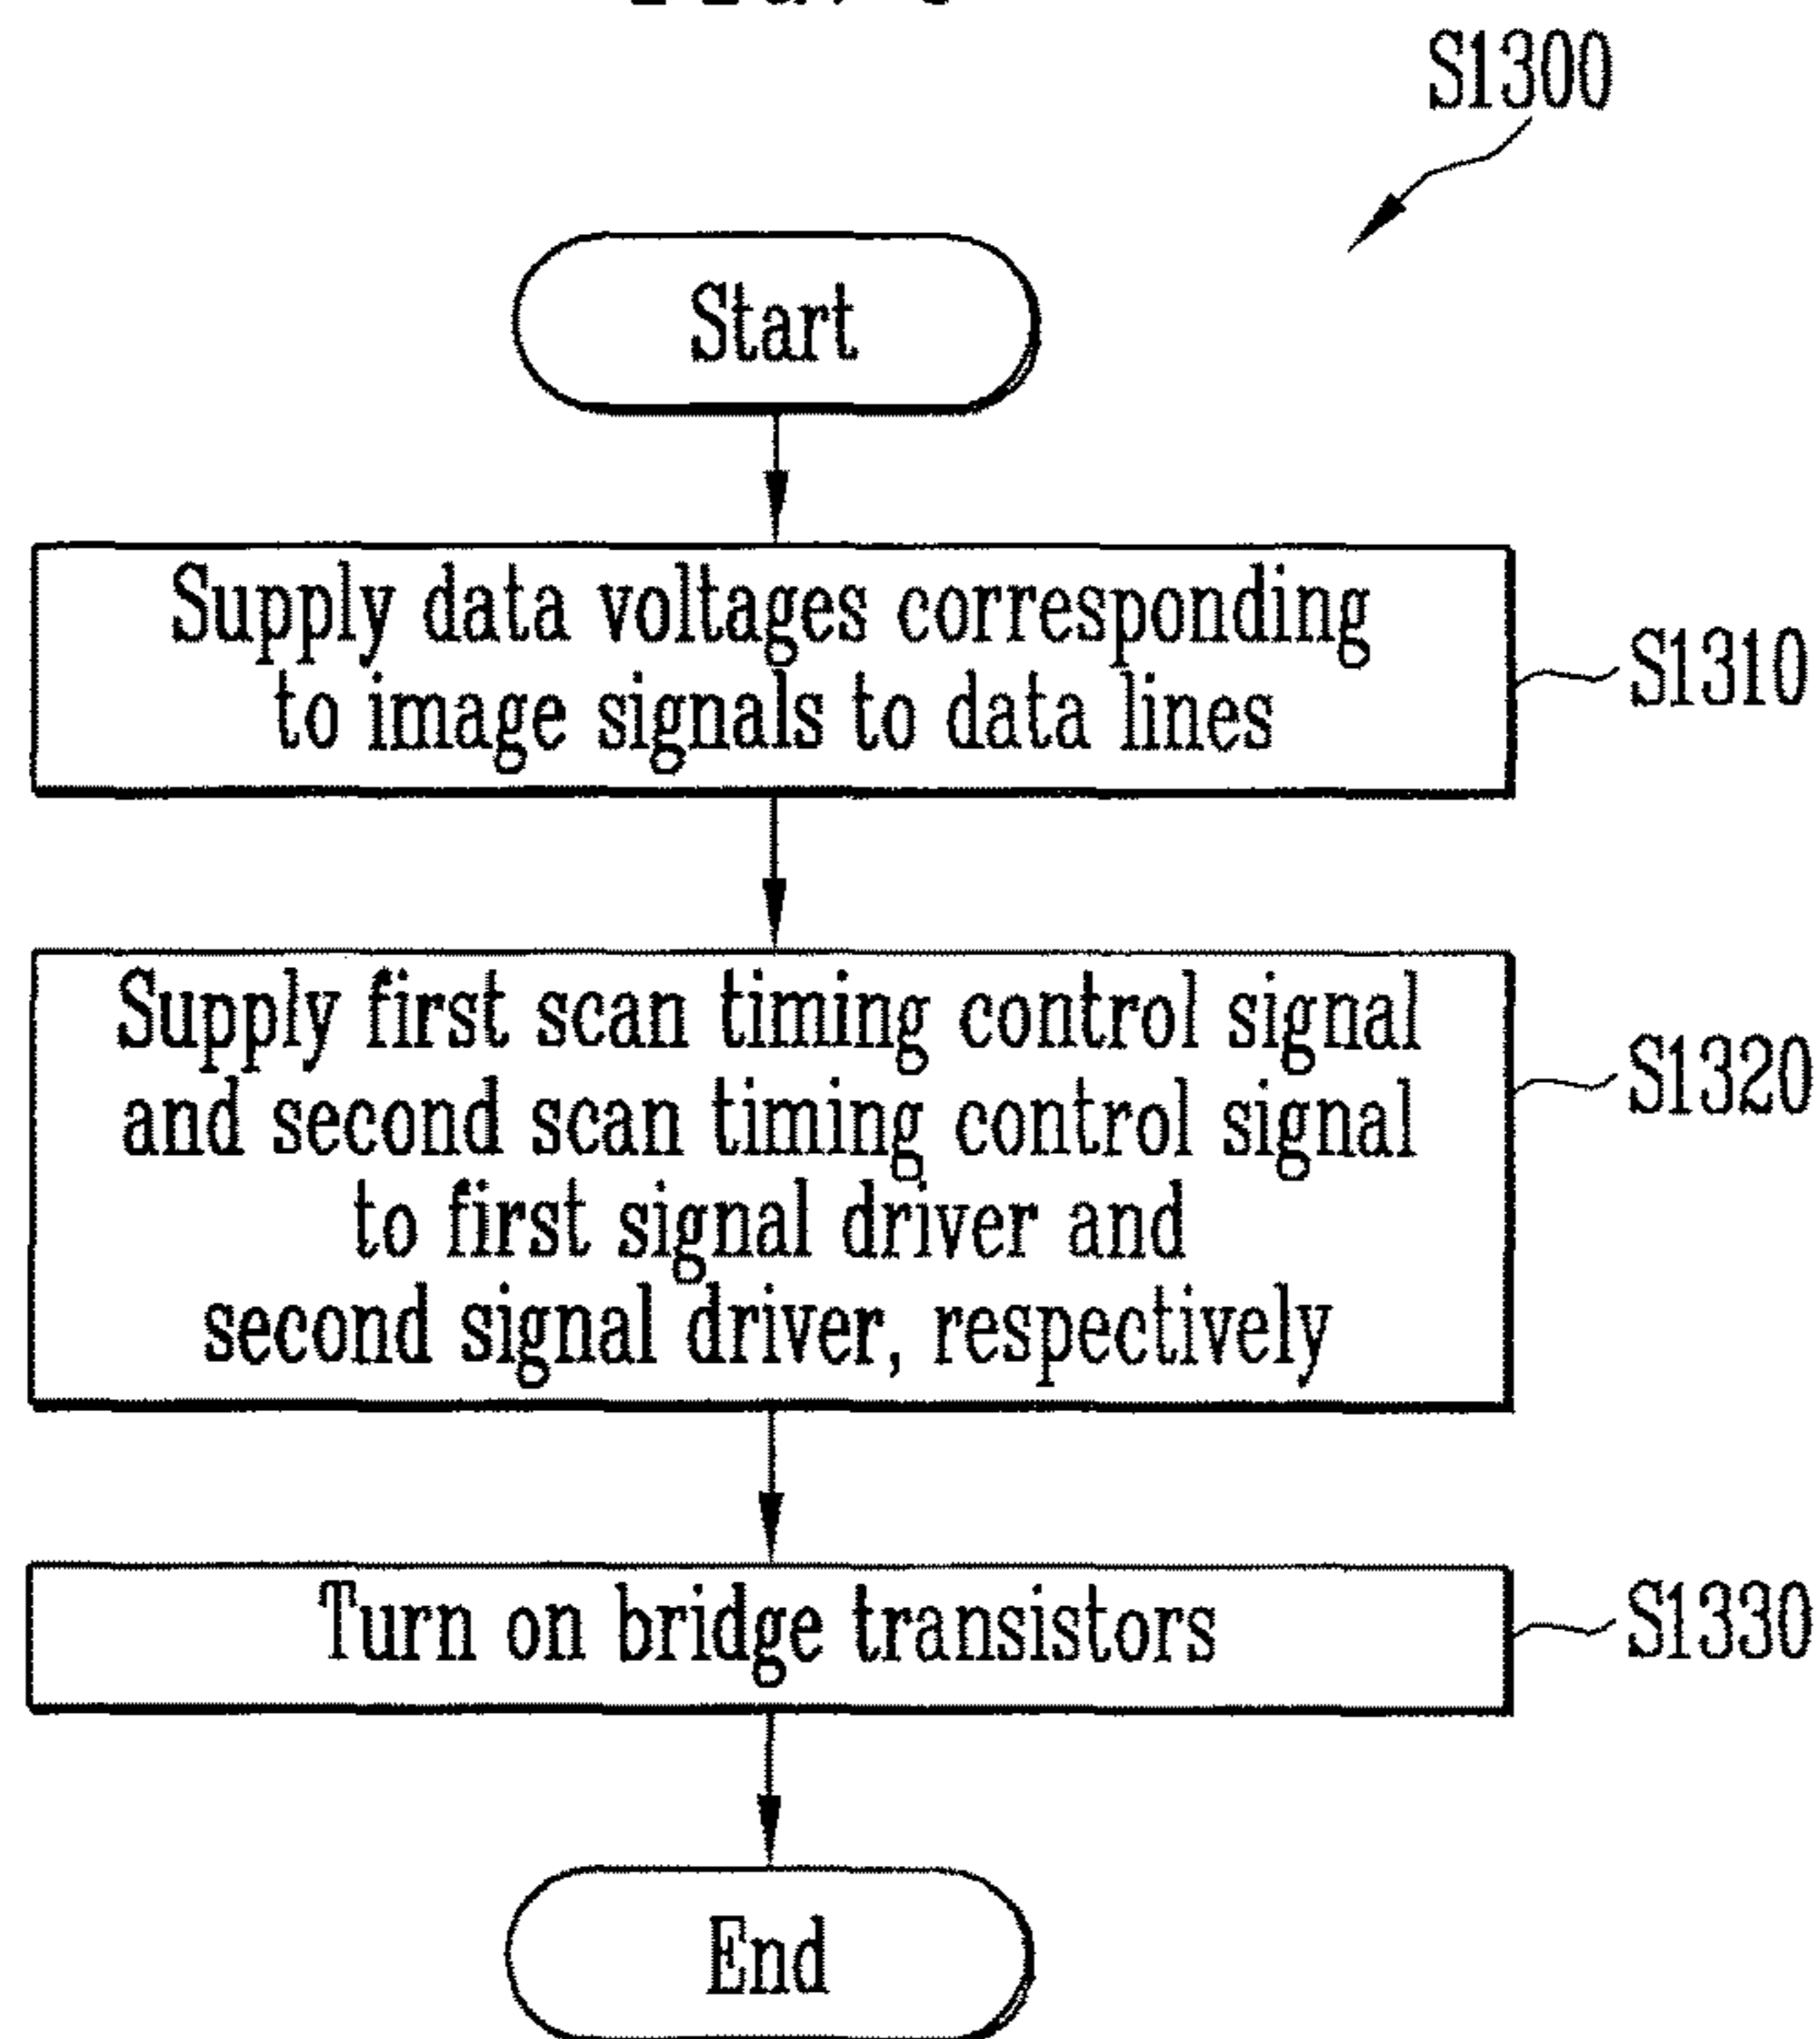 S1300
Start
Supply data voltages corresponding
to image signals to data lines
S1310
Supply first scan timing control signal
and second scan timing control signal
to first signal driver and
second signal driver, respectively
S1320
Turn on bridge transistors
S1330
End